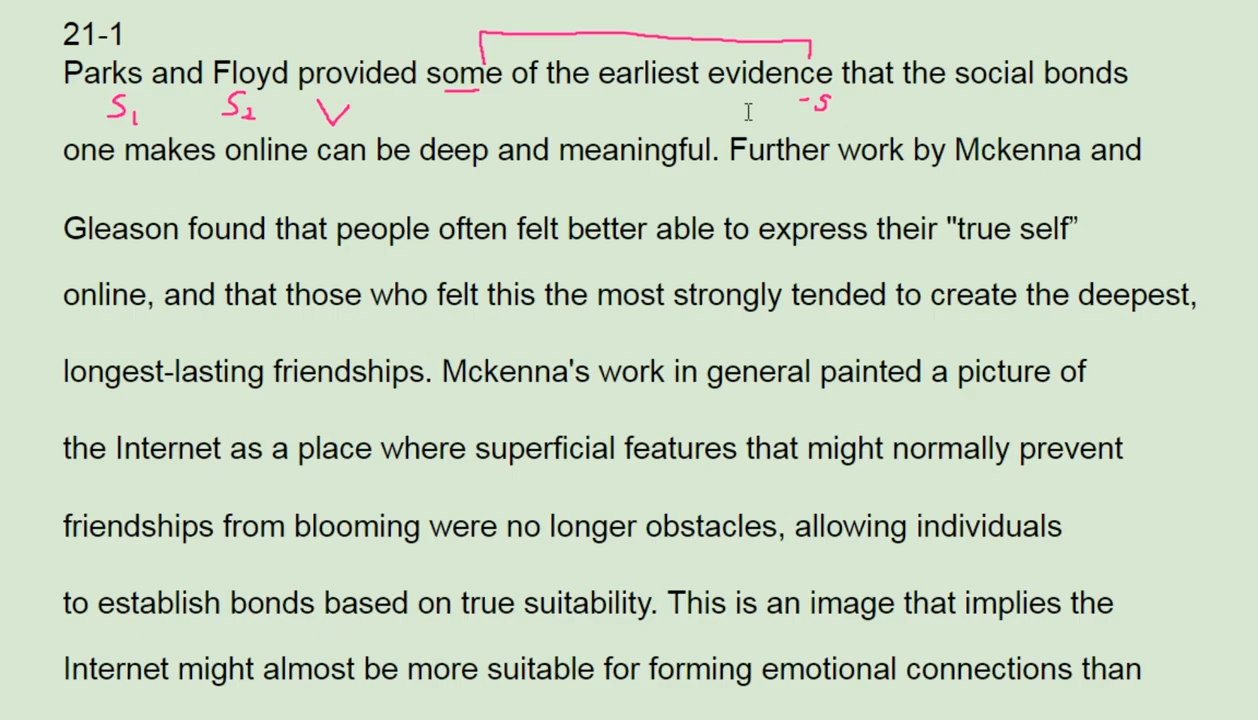 21-1
Parks and Floyd provided some of the earliest evidence that the social bonds
S1 S2 V -s
one makes online can be deep and meaningful. Further work by Mckenna and
Gleason found that people often felt better able to express their "true self”
online, and that those who felt this the most strongly tended to create the deepest,
longest-lasting friendships. Mckenna's work in general painted a picture of
the Internet as a place where superficial features that might normally prevent
friendships from blooming were no longer obstacles, allowing individuals
to establish bonds based on true suitability. This is an image that implies the
Internet might almost be more suitable for forming emotional connections than